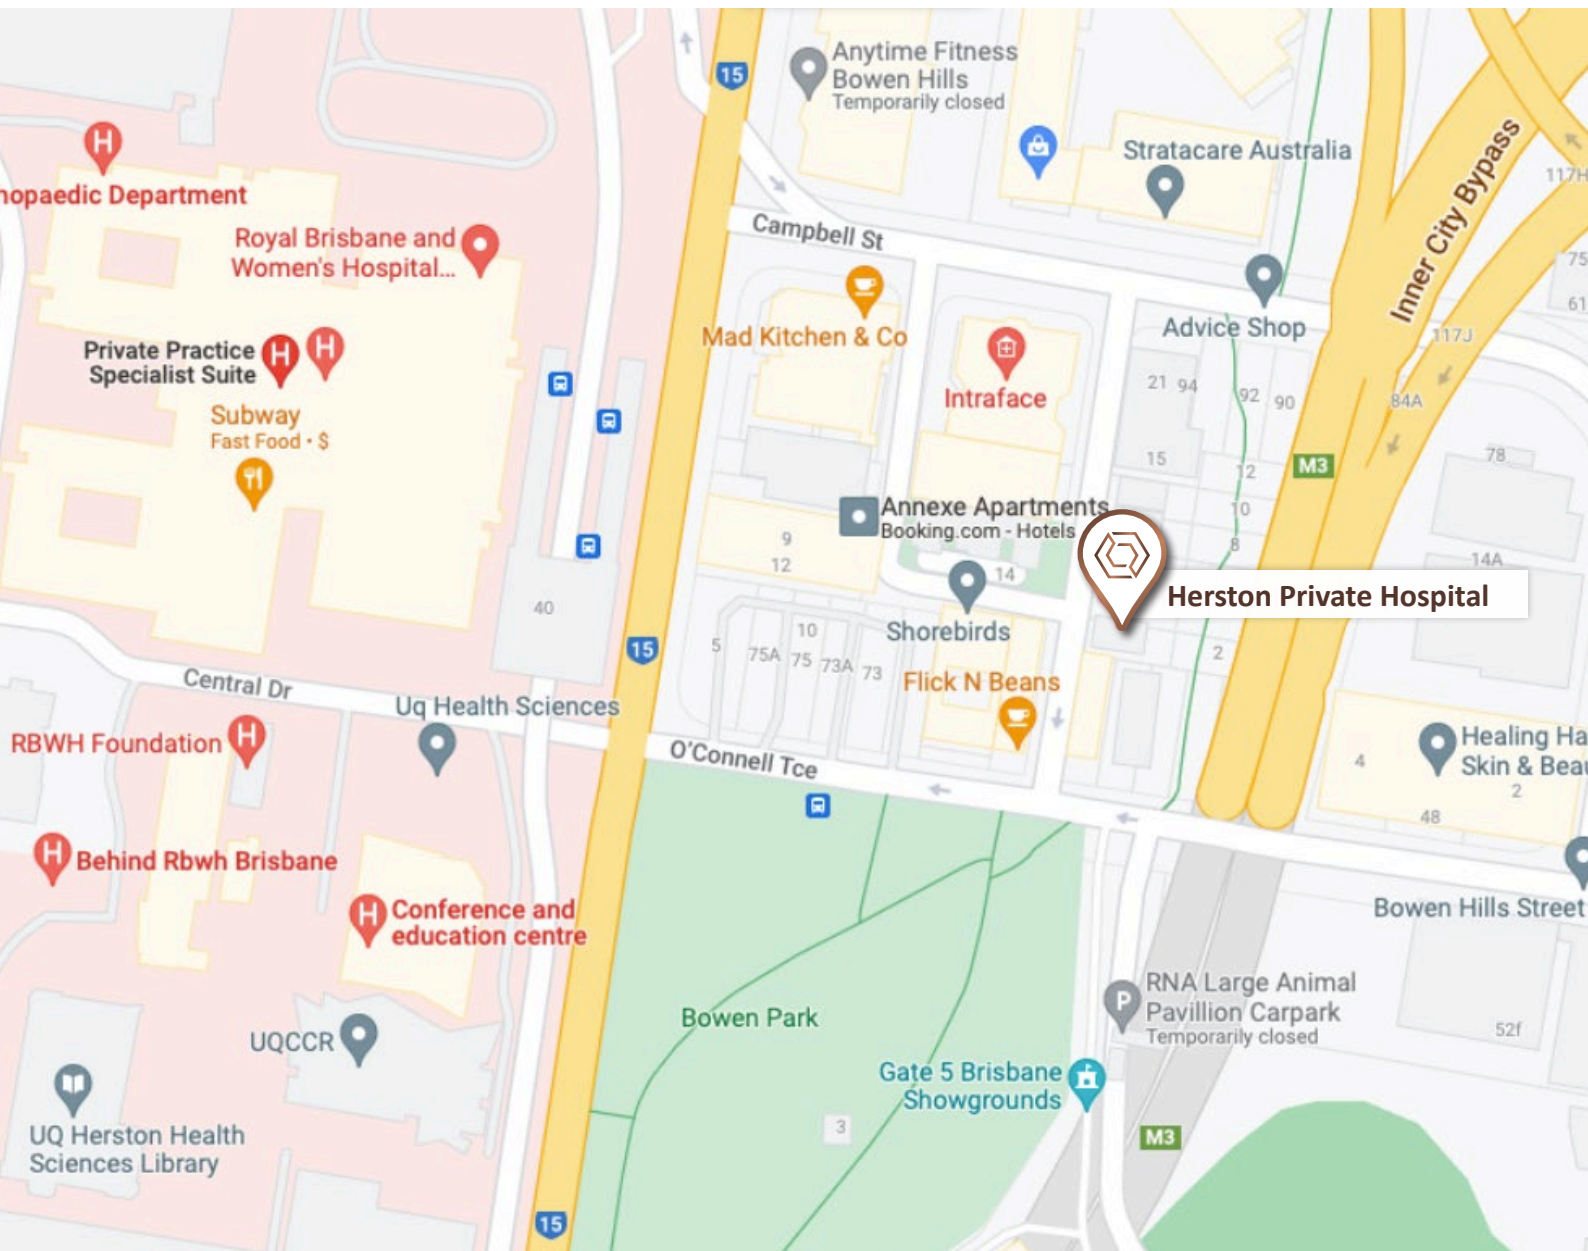 15
Anytime Fitness
Bowen Hills
Temporarily closed
Stratacare Australia
Inner City Bypass
117H
hopaedic Department
Royal Brisbane and
Women's Hospital...
Campbell St
75
61
Mad Kitchen & Co
Advice Shop
117J
Private Practice
Specialist Suite
Intraface
21
94
92
90
84A
Subway
Fast Food • $
15
12
M3
78
Annexe Apartments
Booking.com - Hotels
9
12
10
8
14
14A
Herston Private Hospital
40
15
Shorebirds
5
10
75A
75
73A
73
2
Central Dr
Flick N Beans
Uq Health Sciences
RBWH Foundation
O'Connell Tce
4
Healing Ha
Skin & Beau
2
48
Behind Rbwh Brisbane
Conference and
education centre
Bowen Hills Street
RNA Large Animal
Pavillion Carpark
Temporarily closed
P
Bowen Park
52f
UQCCR
Gate 5 Brisbane
Showgrounds
3
M3
UQ Herston Health
Sciences Library
15
H
H
H
H
H
H